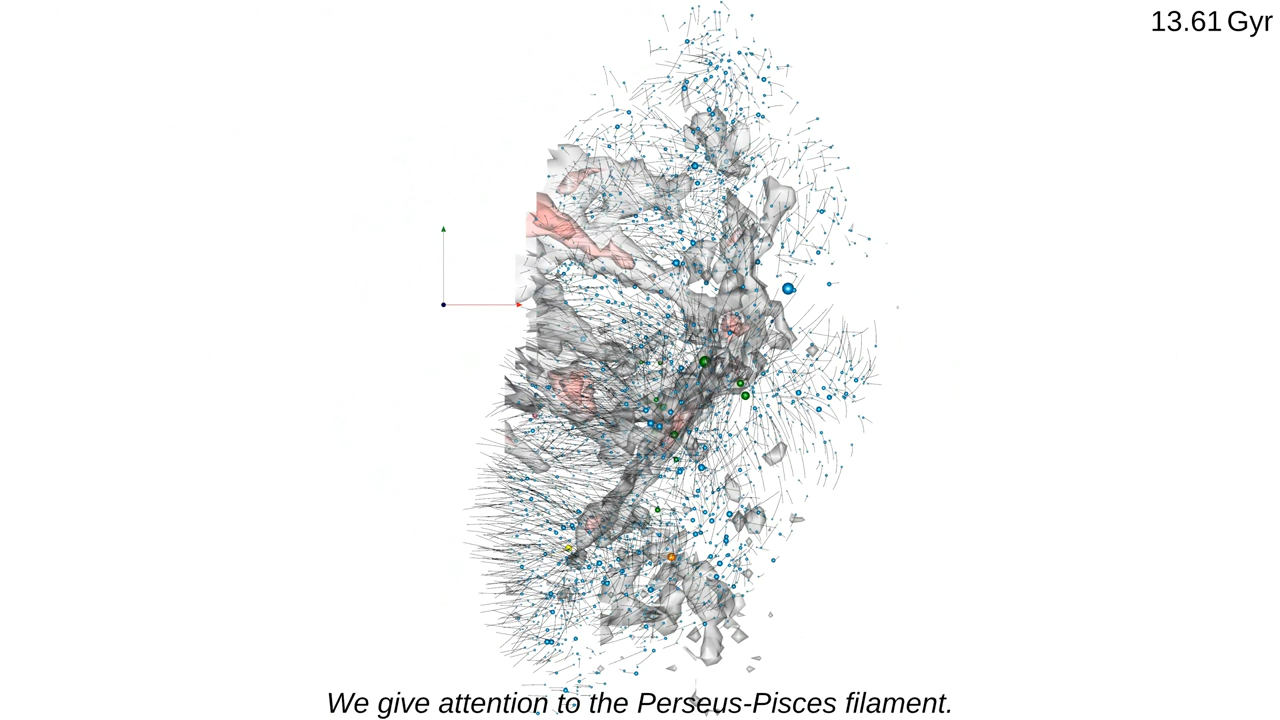 13.61 Gyr
We give attention to the Perseus-Pisces filament.